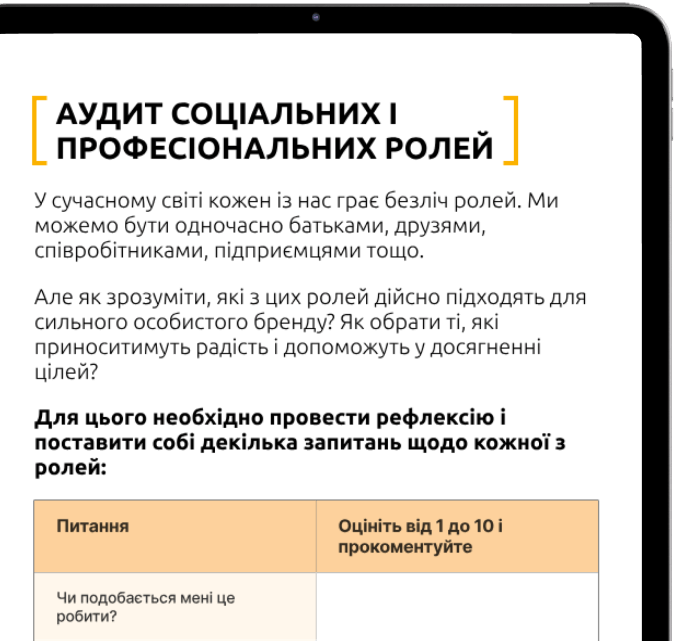 АУДИТ СОЦІАЛЬНИХ І
ПРОФЕСІОНАЛЬНИХ РОЛЕЙ
У сучасному світі кожен із нас грає безліч ролей. Ми
можемо бути одночасно батьками, друзями,
співробітниками, підприємцями тощо.
Але як зрозуміти, які з цих ролей дійсно підходять для
сильного особистого бренду? Як обрати ті, які
приноситимуть радість і допоможуть у досягненні
цілей?
Для цього необхідно провести рефлексію і
поставити собі декілька запитань щодо кожної з
ролей:
Питання
Оцініть від 1 до 10 і
прокоментуйте
Чи подобається мені це
робити?